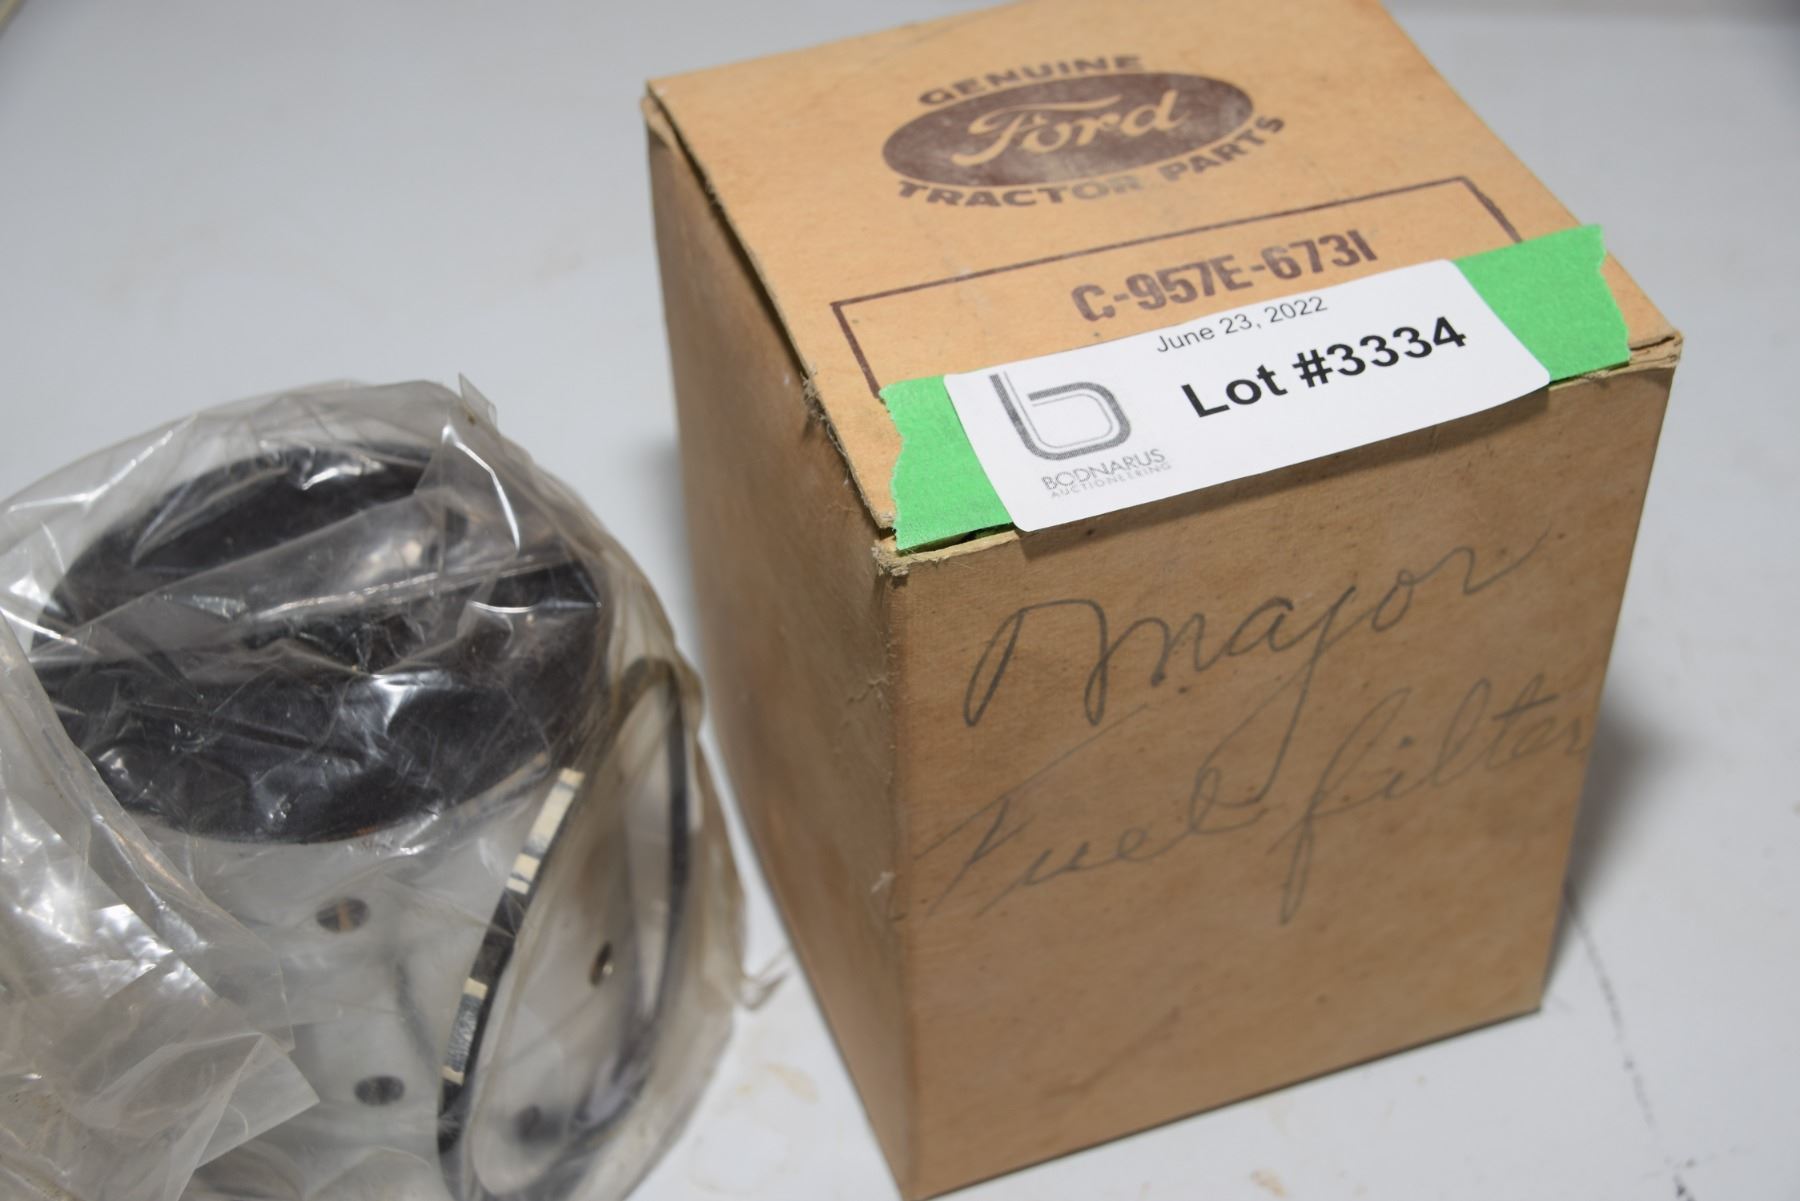 GENUINE
Ford
TRACTOR PARTS
C-957E-6731
June 23, 2022
Lot #3334
BODNARUS
AUCTIONEERING
Major
Fuel filter